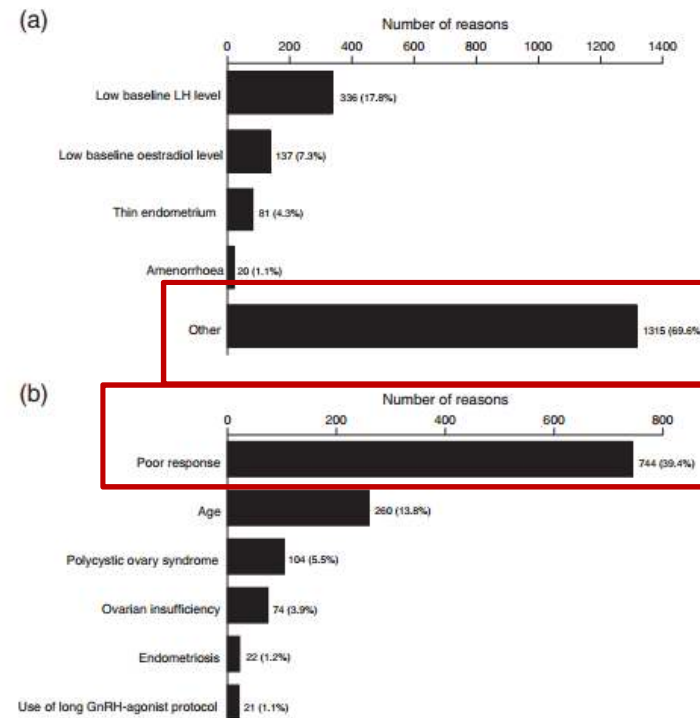 (a)
Number of reasons
0 200 400 600 800 1000 1200 1400
Low baseline LH level 336 (17.8%)
Low baseline oestradiol level 137 (7.3%)
Thin endometrium 81 (4.3%)
Amenorrhoea 20 (1.1%)
Other 1315 (69.6%
(b)
Number of reasons
0 200 400 600 800
Poor response 744 (39.4%)
Age 260 (13.8%)
Polycystic ovary syndrome 104 (5.5%)
Ovarian insufficiency 74 (3.9%)
Endometriosis 22 (1.2%)
Use of long GnRH-agonist protocol 21 (1.1%)